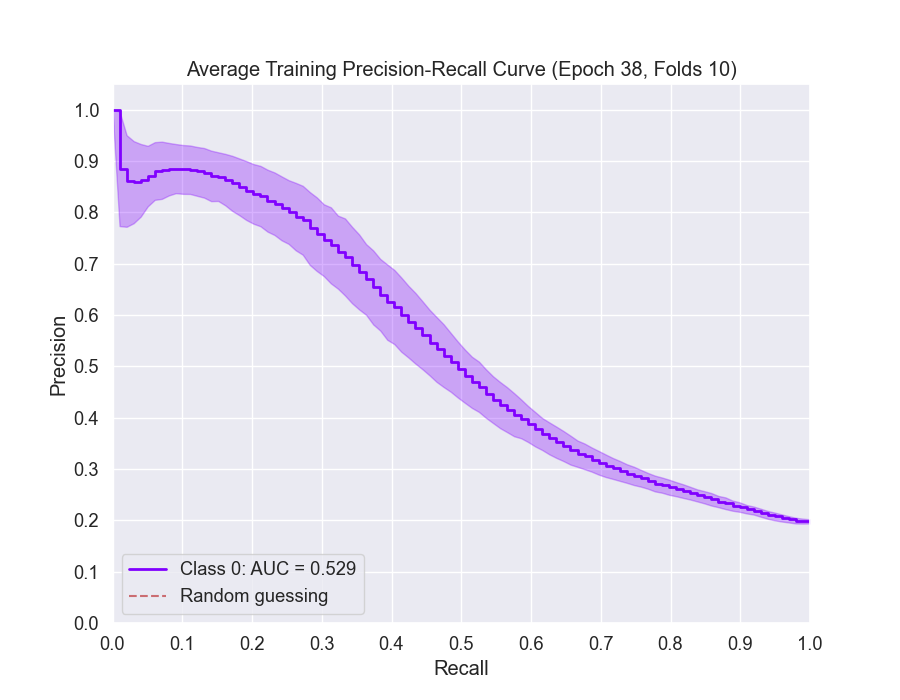 Average Training Precision-Recall Curve (Epoch 38, Folds 10)
1.0
0.9
0.8
0.7
0.6
0.5
0.4
0.3
0.2
0.1
0.0
Precision
Class 0: AUC = 0.529
Random guessing
0.0 0.1 0.2 0.3 0.4 0.5 0.6 0.7 0.8 0.9 1.0
Recall